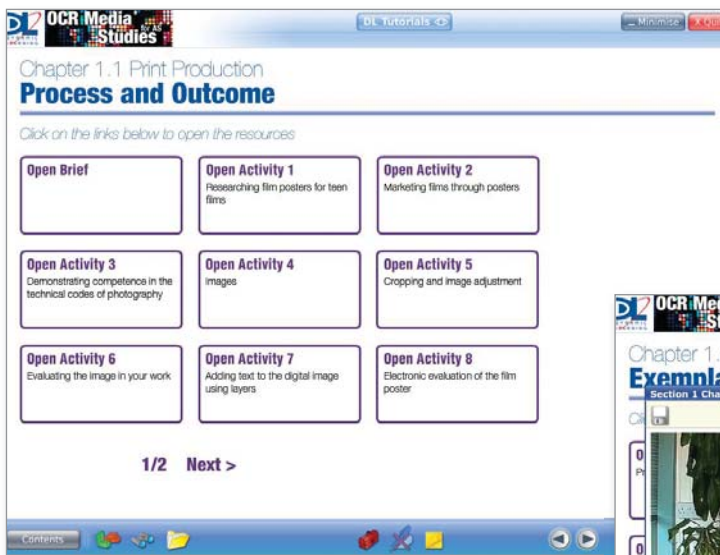 OCR Media for AS
Studies
DL Tutorials
Minimise
X Quit
Chapter 1.1 Print Production
Process and Outcome
Click on the links below to open the resources
Open Brief
Open Activity 1
Researching film posters for teen
films
Open Activity 2
Marketing films through posters
Open Activity 3
Demonstrating competence in the
technical codes of photography
Open Activity 4
Images
Open Activity 5
Cropping and image adjustment
Open Activity 6
Evaluating the image in your work
Open Activity 7
Adding text to the digital image
using layers
Open Activity 8
Electronic evaluation of the film
poster
1/2 Next >
Contents
OCR Me
Chapter 1.
Section 1 Cha